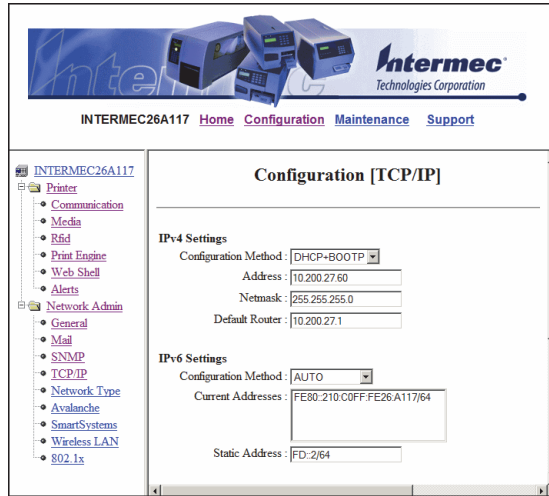 Intermec
Technologies Corporation
INTERMEC26A117 Home Configuration Maintenance Support
INTERMEC26A117
Printer
Communication
Media
Rfid
Print Engine
Web Shell
Alerts
Network Admin
General
Mail
SNMP
TCP/IP
Network Type
Avalanche
SmartSystems
Wireless LAN
802.1x
Configuration [TCP/IP]
IPv4 Settings
Configuration Method : DHCP+BOOTP
Address : 10.200.27.60
Netmask : 255.255.255.0
Default Router : 10.200.27.1
IPv6 Settings
Configuration Method : AUTO
Current Addresses : FE80::210:C0FF:FE26:A117/64
Static Address : FD::2/64